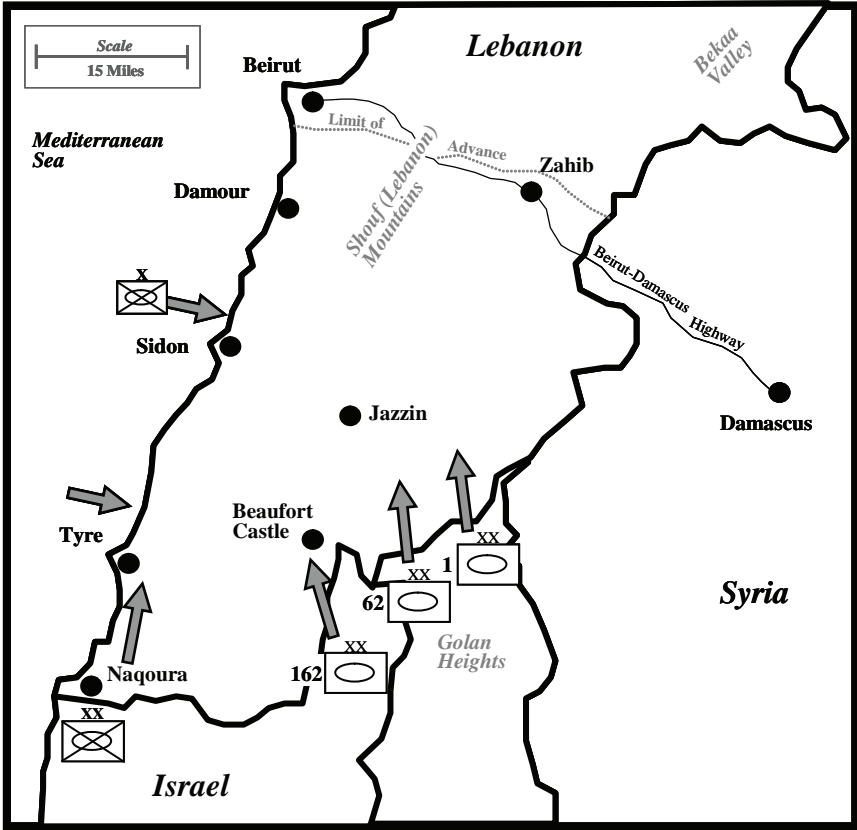 Scale
15 Miles
Beirut
Lebanon
Bekaa
Valley
Mediterranean
Sea
Limit of
Advance
Zahib
Shouf (Lebanon)
Mountains
Damour
Beirut-Damascus
Highway
X
Sidon
Jazzin
Damascus
Beaufort
Castle
Tyre
XX
1
XX
62
Syria
Golan
Heights
XX
162
Naqoura
XX
Israel